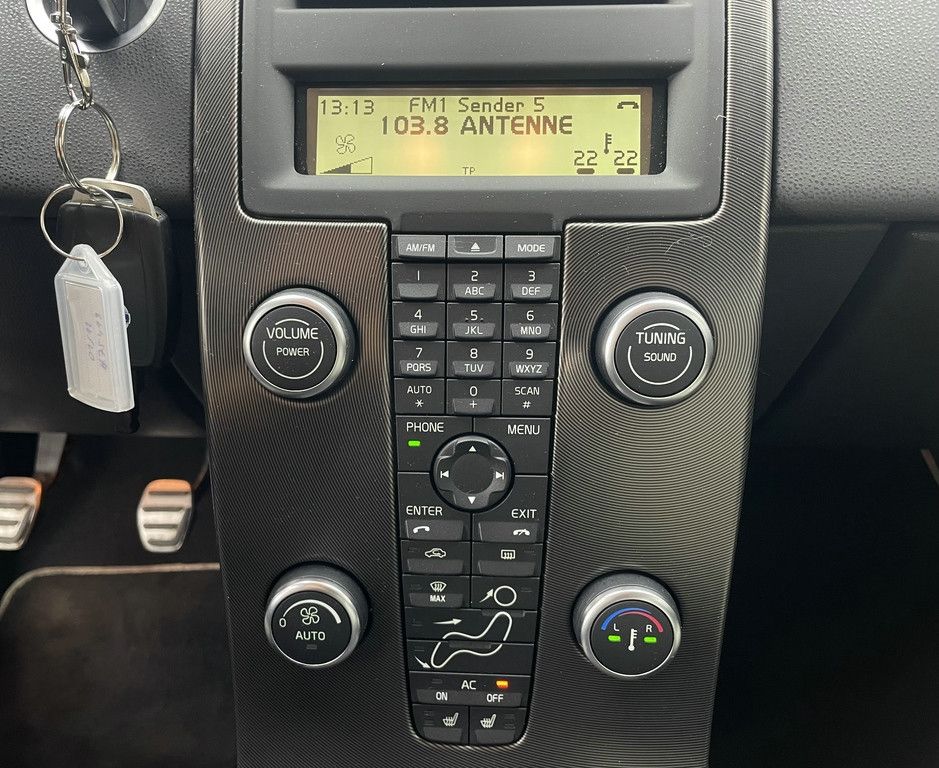 13:13 FM1 Sender 5
103.8 ANTENNE
22 22
TP
AM/FM MODE
1 2 ABC 3 DEF
4 GHI 5 JKL 6 MNO
7 PQRS 8 TUV 9 WXYZ
AUTO * 0 + SCAN #
VOLUME
POWER
TUNING
SOUND
PHONE MENU
ENTER EXIT
MAX
0
AUTO
L R
AC
ON OFF